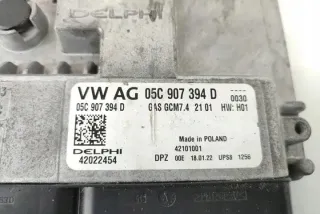 DELPHI
VW AG 05C 907 394 D
05C 907 394 D GAS GCM7.4 21 01 0030
HW: H01
Made in POLAND
DELPHI 42101001
42022454 DPZ 00E 18.01.22 UPS0 1256